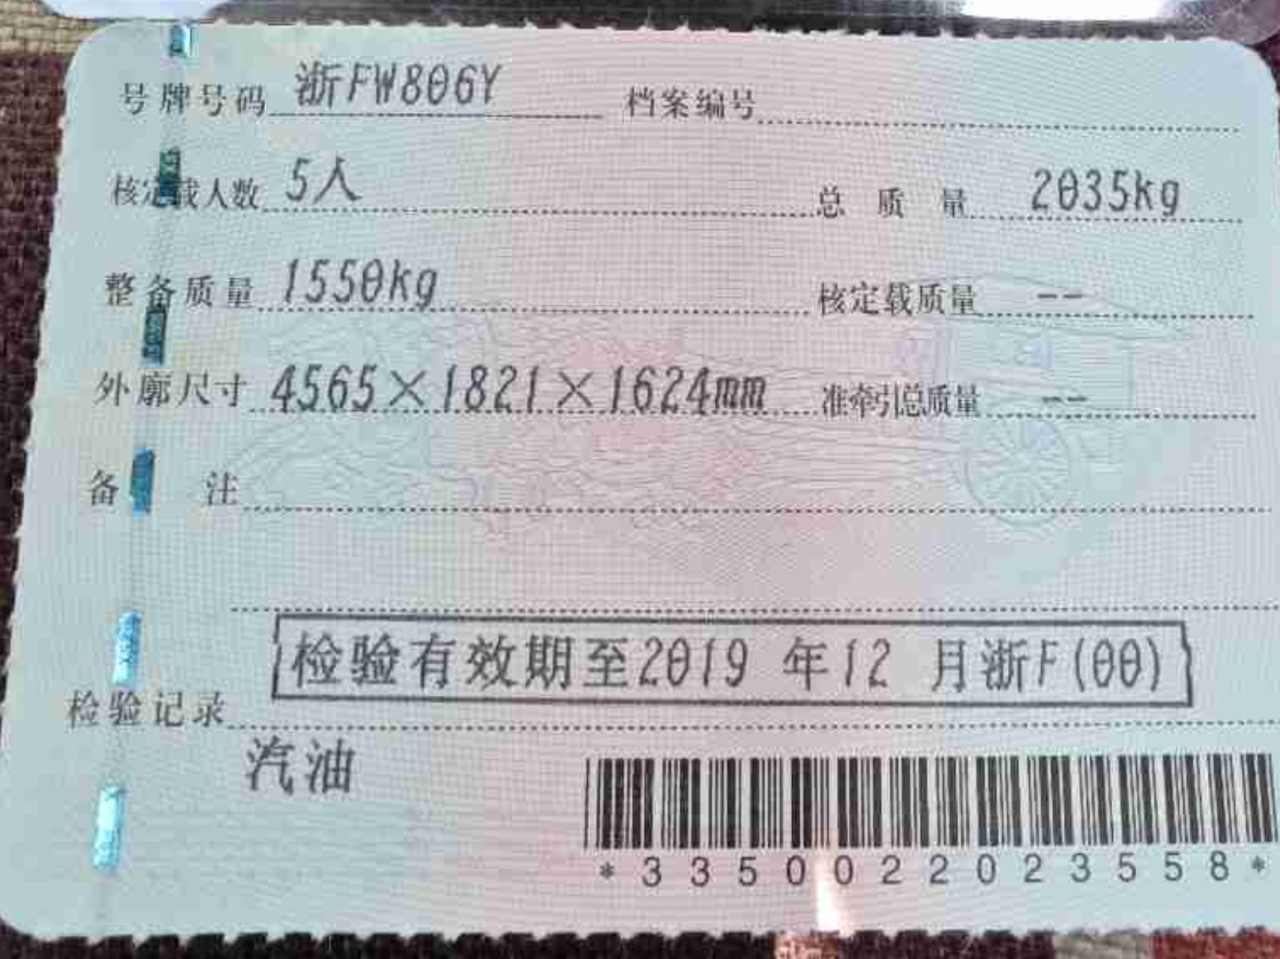 号牌号码 浙FW806Y 档案编号
核定载人数 5人 总质量 2035kg
整备质量 1550kg 核定载质量 --
外廓尺寸 4565×1821×1624mm 准牵引总质量 --
备注
检验有效期至2019 年12 月浙F(00)
检验记录
汽油
*3350022023558*